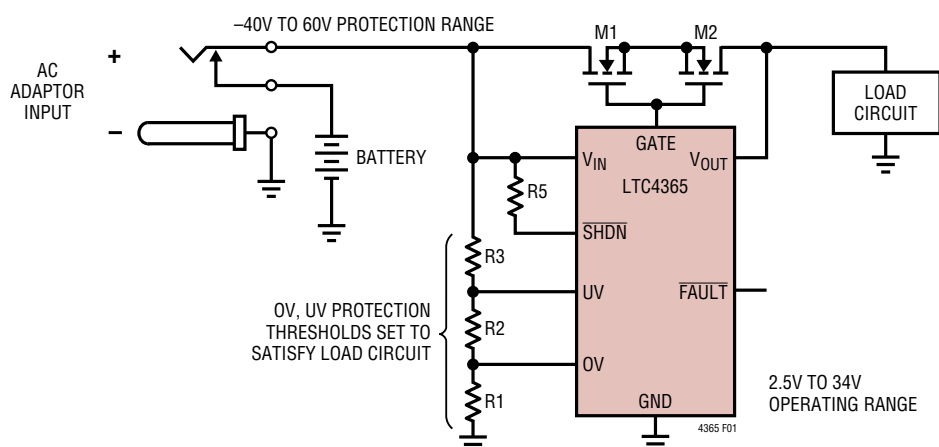 –40V TO 60V PROTECTION RANGE
M1
M2
+
AC
ADAPTOR
INPUT
–
BATTERY
LOAD
CIRCUIT
GATE
VIN
VOUT
LTC4365
R5
SHDN
R3
UV
FAULT
R2
OV, UV PROTECTION
THRESHOLDS SET TO
SATISFY LOAD CIRCUIT
OV
R1
GND
2.5V TO 34V
OPERATING RANGE
4365 F01